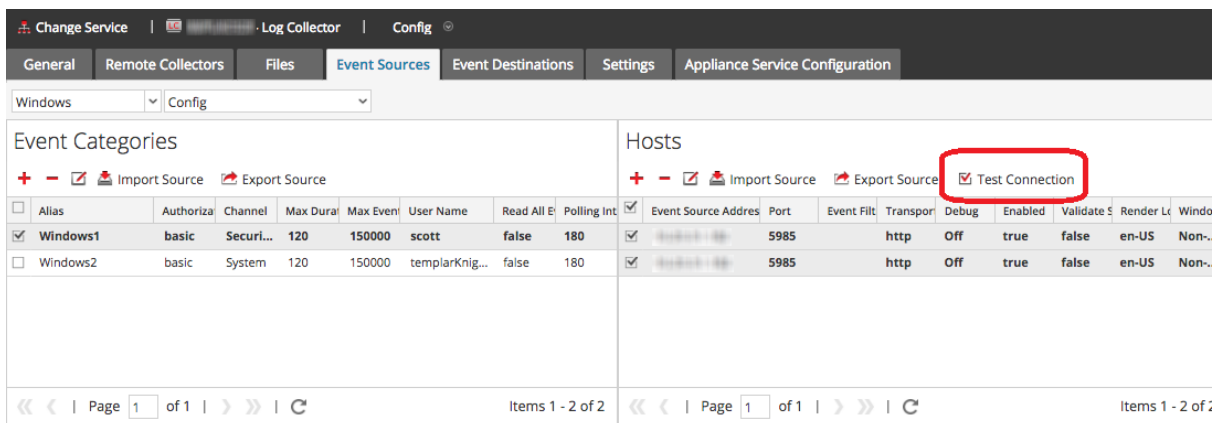 Change Service | LC · Log Collector | Config
General Remote Collectors Files Event Sources Event Destinations Settings Appliance Service Configuration
Windows Config
Event Categories
Import Source Export Source
Alias Authoriza Channel Max Durat Max Event User Name Read All E Polling Int
Windows1 basic Securi... 120 150000 scott false 180
Windows2 basic System 120 150000 templarKnig... false 180
Page 1 of 1 | Items 1 - 2 of 2
Hosts
Import Source Export Source Test Connection
Event Source Addres Port Event Filt Transpor Debug Enabled Validate S Render Lo Windo
5985 http Off true false en-US Non-..
5985 http Off true false en-US Non-..
Page 1 of 1 | Items 1 - 2 of 2